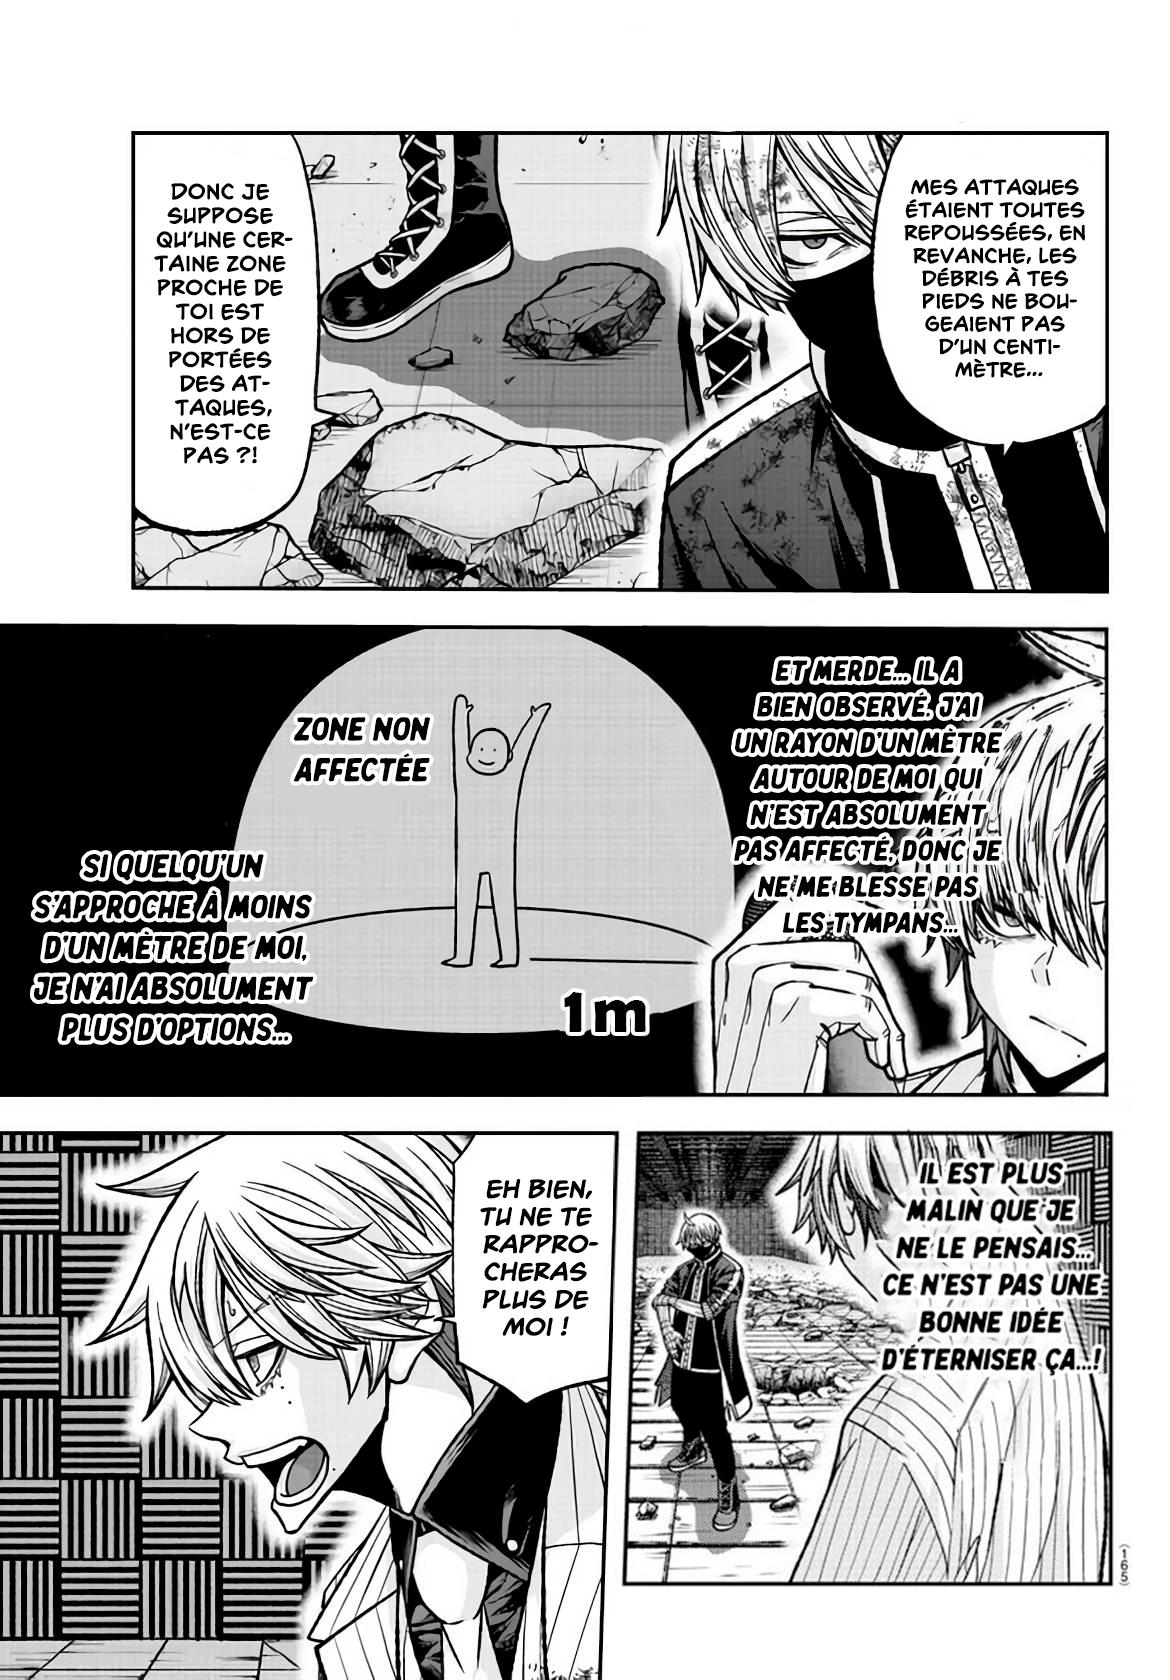 MES ATTAQUES
ÉTAIENT TOUTES
REPOUSSÉES, EN
REVANCHE, LES
DÉBRIS À TES
PIEDS NE BOU-
GEAIENT PAS
D'UN CENTI-
MÈTRE...
DONC JE
SUPPOSE
QU'UNE CER-
TAINE ZONE
PROCHE DE
TOI EST
HORS DE
PORTÉES
DES AT-
TAQUES,
N'EST-CE
PAS ?!
ET MERDE... IL A
BIEN OBSERVÉ. J'AI
UN RAYON D'UN MÈTRE
AUTOUR DE MOI QUI
N'EST ABSOLUMENT
PAS AFFECTÉ, DONC JE
NE ME BLESSE PAS
LES TYMPANS...
ZONE NON
AFFECTÉE
1m
SI QUELQU'UN
S'APPROCHE À MOINS
D'UN MÈTRE DE MOI,
JE N'AI ABSOLUMENT
PLUS D'OPTIONS...
IL EST PLUS
MALIN QUE JE
NE LE PENSAIS...
CE N'EST PAS UNE
BONNE IDÉE
D'ÉTERNISER ÇA...!
EH BIEN,
TU NE TE
RAPPRO-
CHERAS
PLUS DE
MOI !
(165)